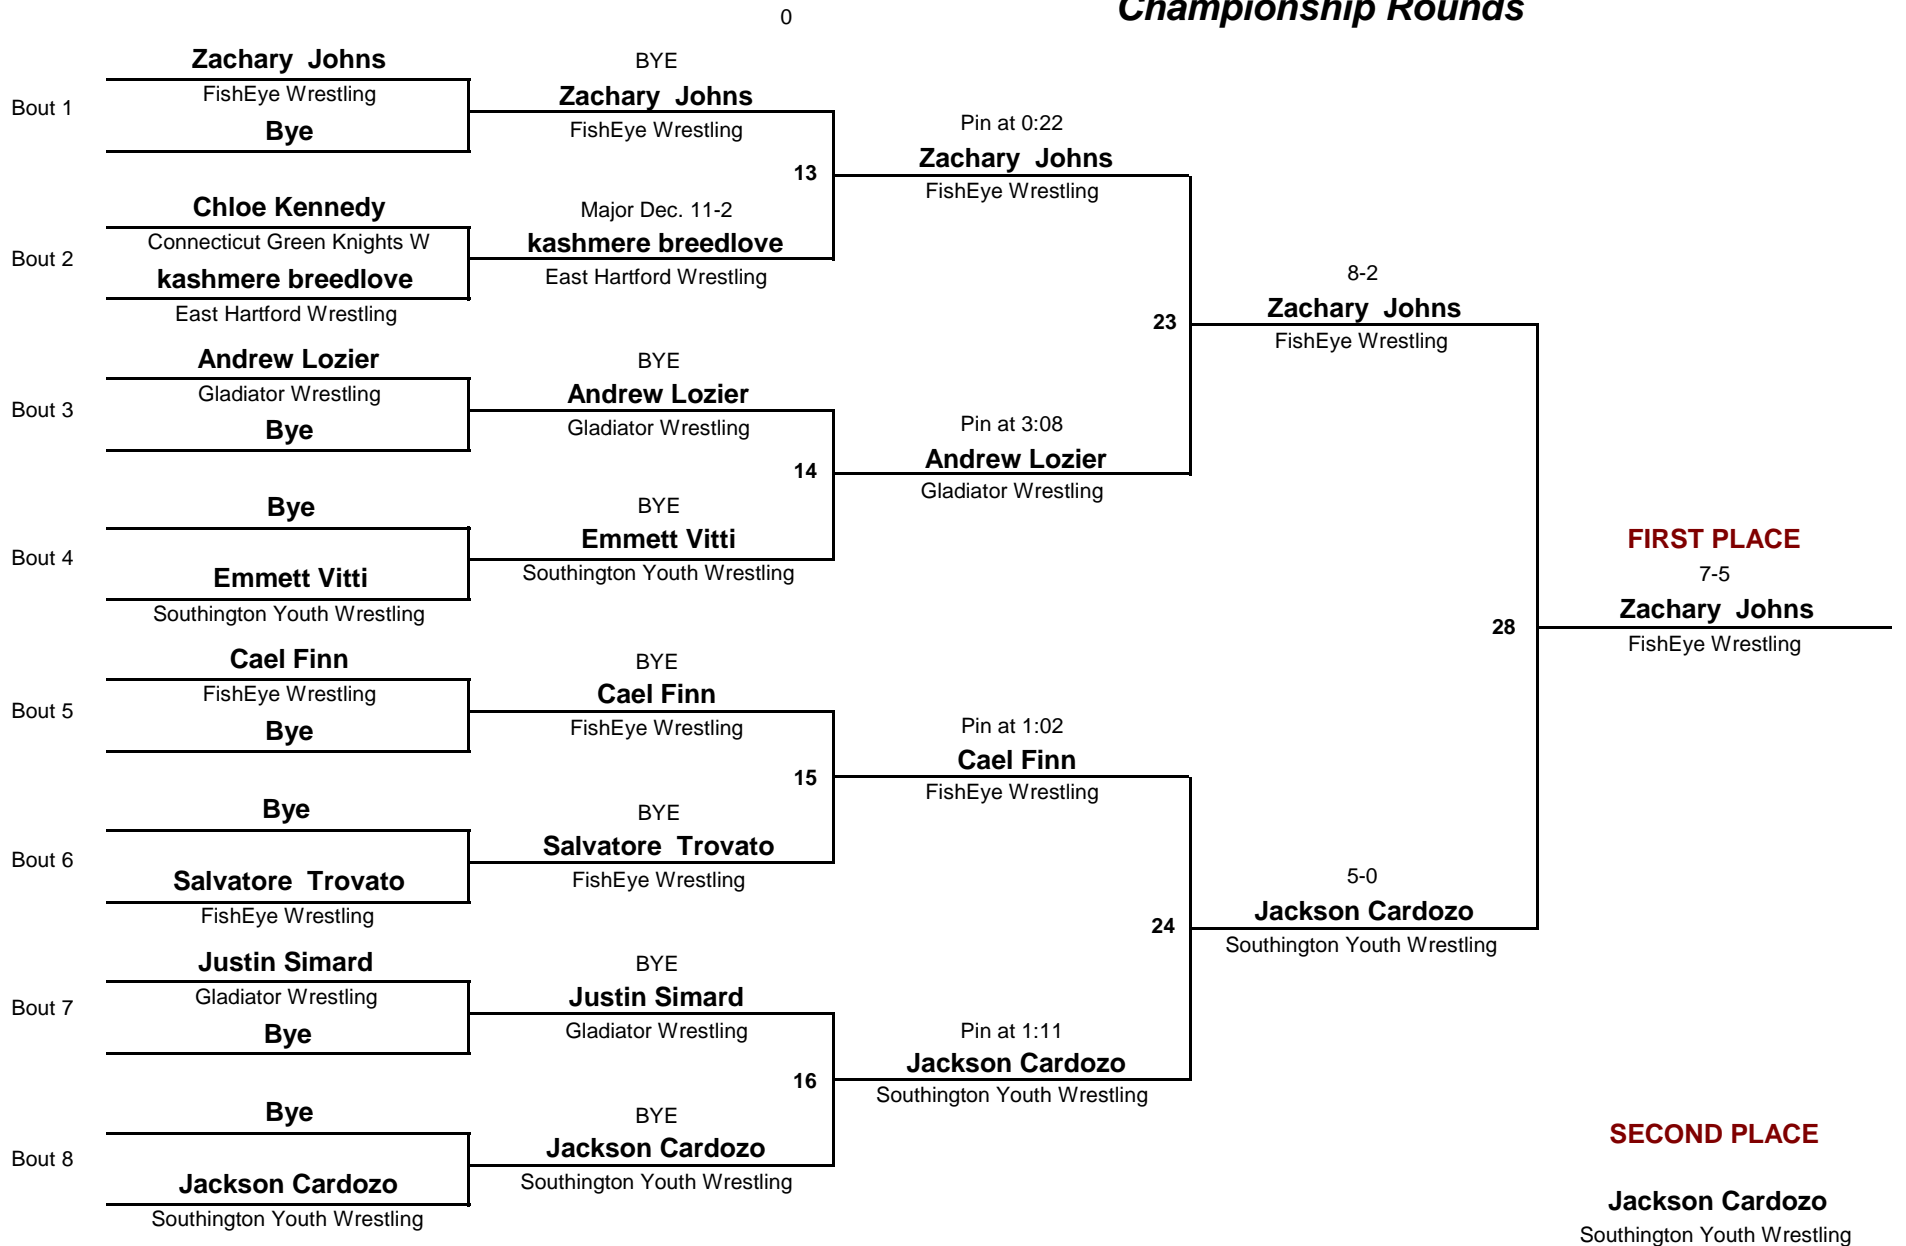 Championship Rounds
0
Zachary Johns
FishEye Wrestling
Bout 1
Bye
Chloe Kennedy
Connecticut Green Knights W
Bout 2
kashmere breedlove
East Hartford Wrestling
Andrew Lozier
Gladiator Wrestling
Bout 3
Bye
Bye
Bout 4
Emmett Vitti
Southington Youth Wrestling
Cael Finn
FishEye Wrestling
Bout 5
Bye
Bye
Bout 6
Salvatore Trovato
FishEye Wrestling
Justin Simard
Gladiator Wrestling
Bout 7
Bye
Bye
Bout 8
Jackson Cardozo
Southington Youth Wrestling
BYE
Zachary Johns
FishEye Wrestling
13
Major Dec. 11-2
kashmere breedlove
East Hartford Wrestling
BYE
Andrew Lozier
Gladiator Wrestling
14
BYE
Emmett Vitti
Southington Youth Wrestling
BYE
Cael Finn
FishEye Wrestling
15
BYE
Salvatore Trovato
FishEye Wrestling
BYE
Justin Simard
Gladiator Wrestling
16
BYE
Jackson Cardozo
Southington Youth Wrestling
Pin at 0:22
Zachary Johns
FishEye Wrestling
23
Pin at 3:08
Andrew Lozier
Gladiator Wrestling
Pin at 1:02
Cael Finn
FishEye Wrestling
24
Pin at 1:11
Jackson Cardozo
Southington Youth Wrestling
8-2
Zachary Johns
FishEye Wrestling
28
5-0
Jackson Cardozo
Southington Youth Wrestling
FIRST PLACE
7-5
Zachary Johns
FishEye Wrestling
SECOND PLACE
Jackson Cardozo
Southington Youth Wrestling